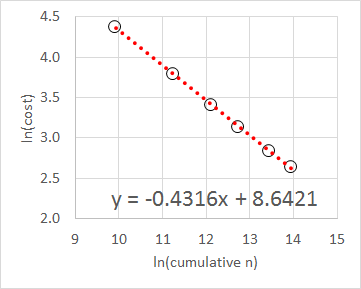 4.5
4.0
3.5
3.0
2.5
2.0
ln(cost)
y = -0.4316x + 8.6421
9 10 11 12 13 14 15
ln(cumulative n)